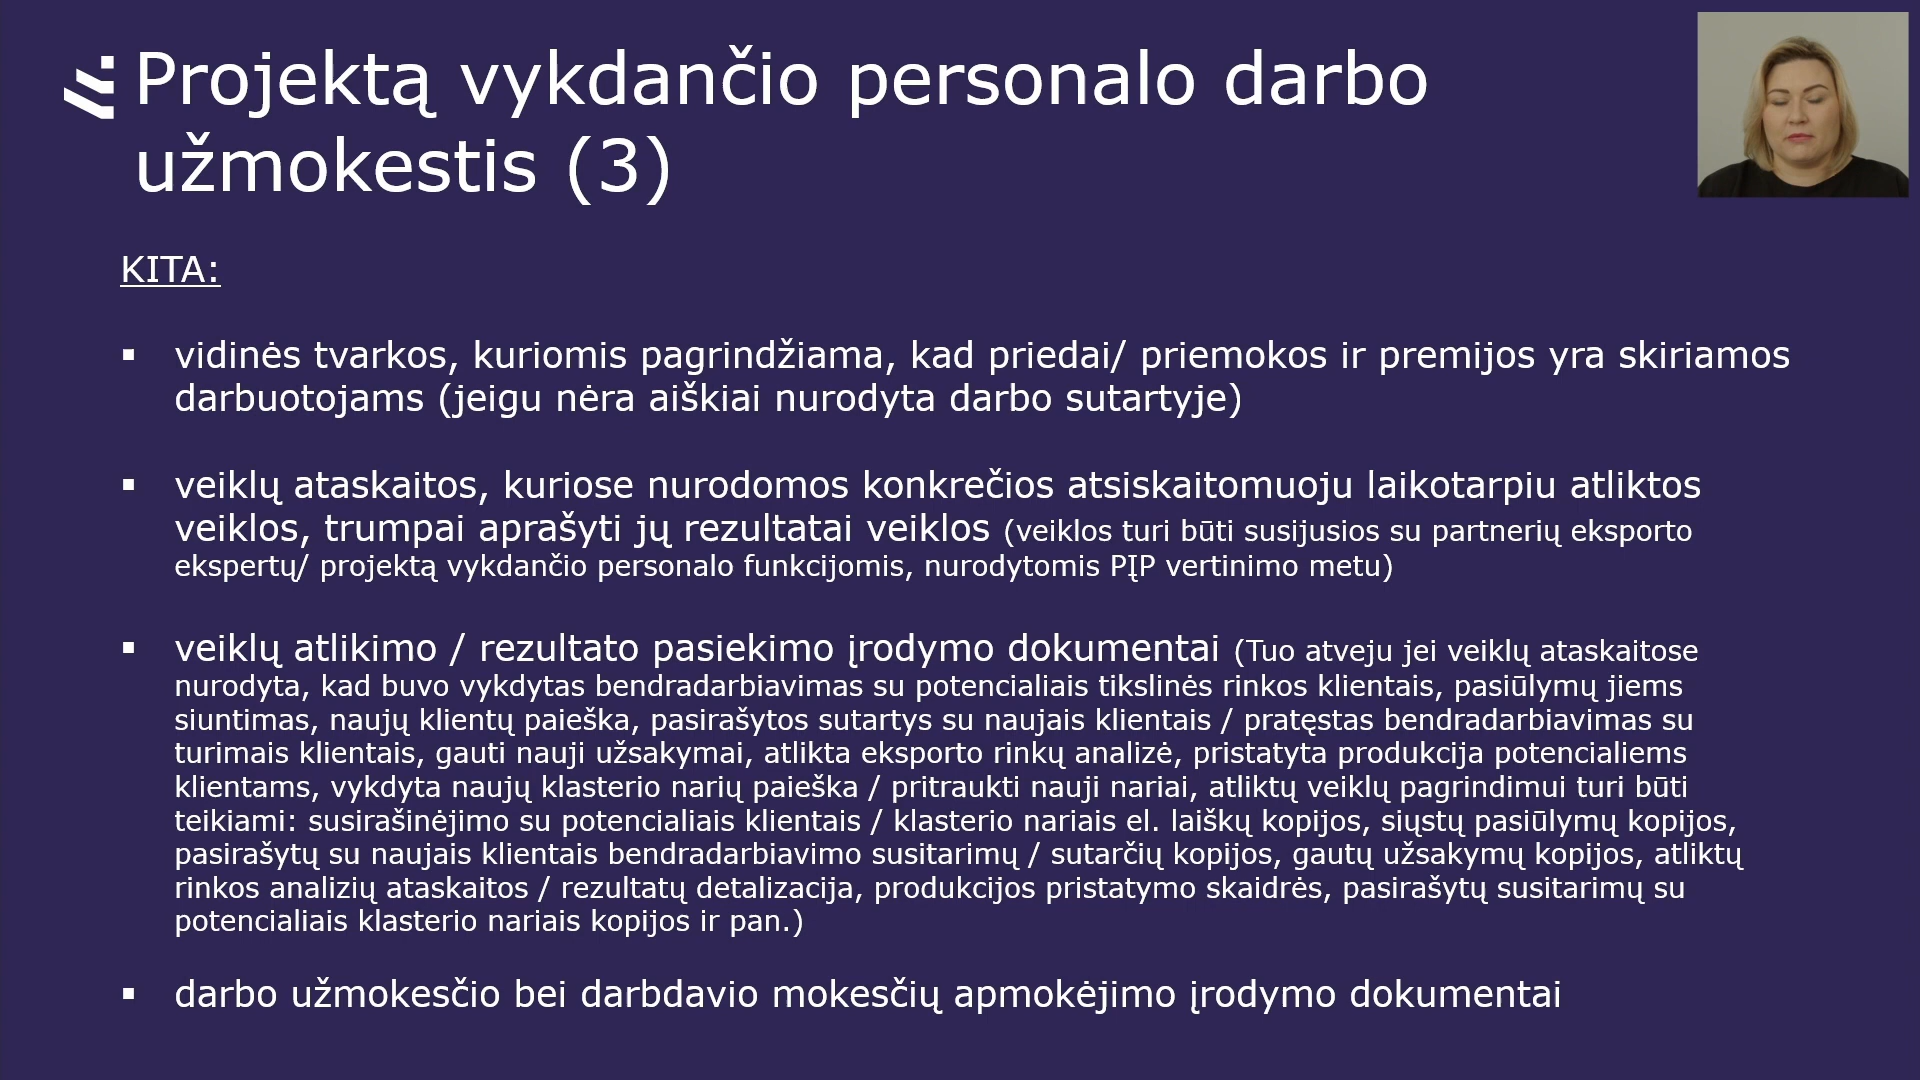 Projektą vykdančio personalo darbo
užmokestis (3)
KITA:
▪ vidinės tvarkos, kuriomis pagrindžiama, kad priedai/ priemokos ir premijos yra skiriamos
darbuotojams (jeigu nėra aiškiai nurodyta darbo sutartyje)
▪ veiklų ataskaitos, kuriose nurodomos konkrečios atsiskaitomuoju laikotarpiu atliktos
veiklos, trumpai aprašyti jų rezultatai veiklos (veiklos turi būti susijusios su partnerių eksporto
ekspertų/ projektą vykdančio personalo funkcijomis, nurodytomis PĮP vertinimo metu)
▪ veiklų atlikimo / rezultato pasiekimo įrodymo dokumentai (Tuo atveju jei veiklų ataskaitose
nurodyta, kad buvo vykdytas bendradarbiavimas su potencialiais tikslinės rinkos klientais, pasiūlymų jiems
siuntimas, naujų klientų paieška, pasirašytos sutartys su naujais klientais / pratęstas bendradarbiavimas su
turimais klientais, gauti nauji užsakymai, atlikta eksporto rinkų analizė, pristatyta produkcija potencialiems
klientams, vykdyta naujų klasterio narių paieška / pritraukti nauji nariai, atliktų veiklų pagrindimui turi būti
teikiami: susirašinėjimo su potencialiais klientais / klasterio nariais el. laiškų kopijos, siųstų pasiūlymų kopijos,
pasirašytų su naujais klientais bendradarbiavimo susitarimų / sutarčių kopijos, gautų užsakymų kopijos, atliktų
rinkos analizių ataskaitos / rezultatų detalizacija, produkcijos pristatymo skaidrės, pasirašytų susitarimų su
potencialiais klasterio nariais kopijos ir pan.)
▪ darbo užmokesčio bei darbdavio mokesčių apmokėjimo įrodymo dokumentai